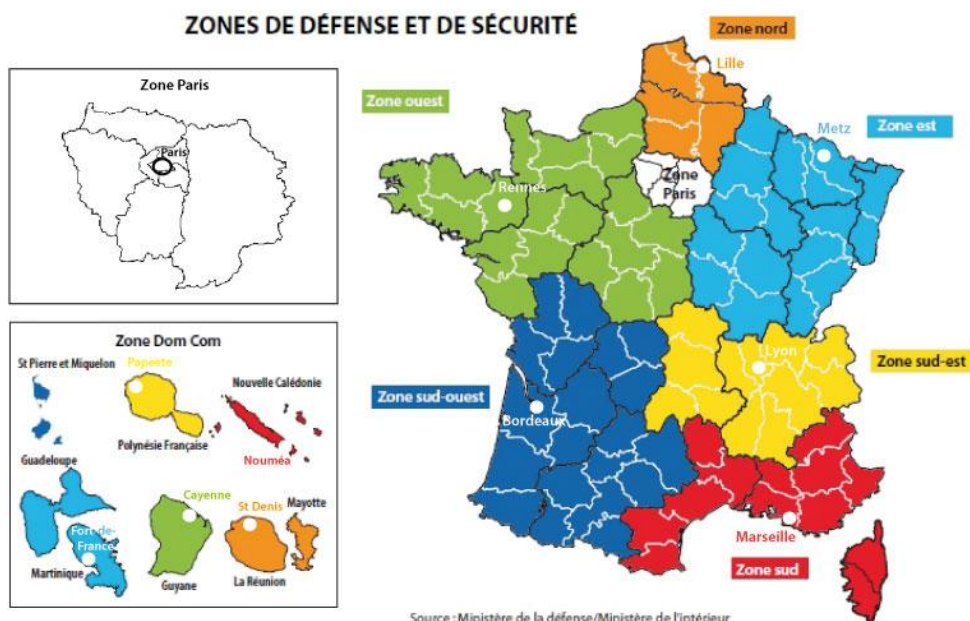 ZONES DE DÉFENSE ET DE SÉCURITÉ
Zone Paris
Paris
Zone Dom Com
St Pierre et Miquelon
Papeete
Polynésie Française
Nouvelle Calédonie
Nouméa
Guadeloupe
Fort-de-
France
Martinique
Cayenne
Guyane
St Denis
La Réunion
Mayotte
Zone nord
Lille
Zone ouest
Rennes
Zone
Paris
Metz
Zone est
Zone sud-ouest
Bordeaux
Lyon
Zone sud-est
Marseille
Zone sud
Source : Ministère de la défense/Ministère de l'intérieur